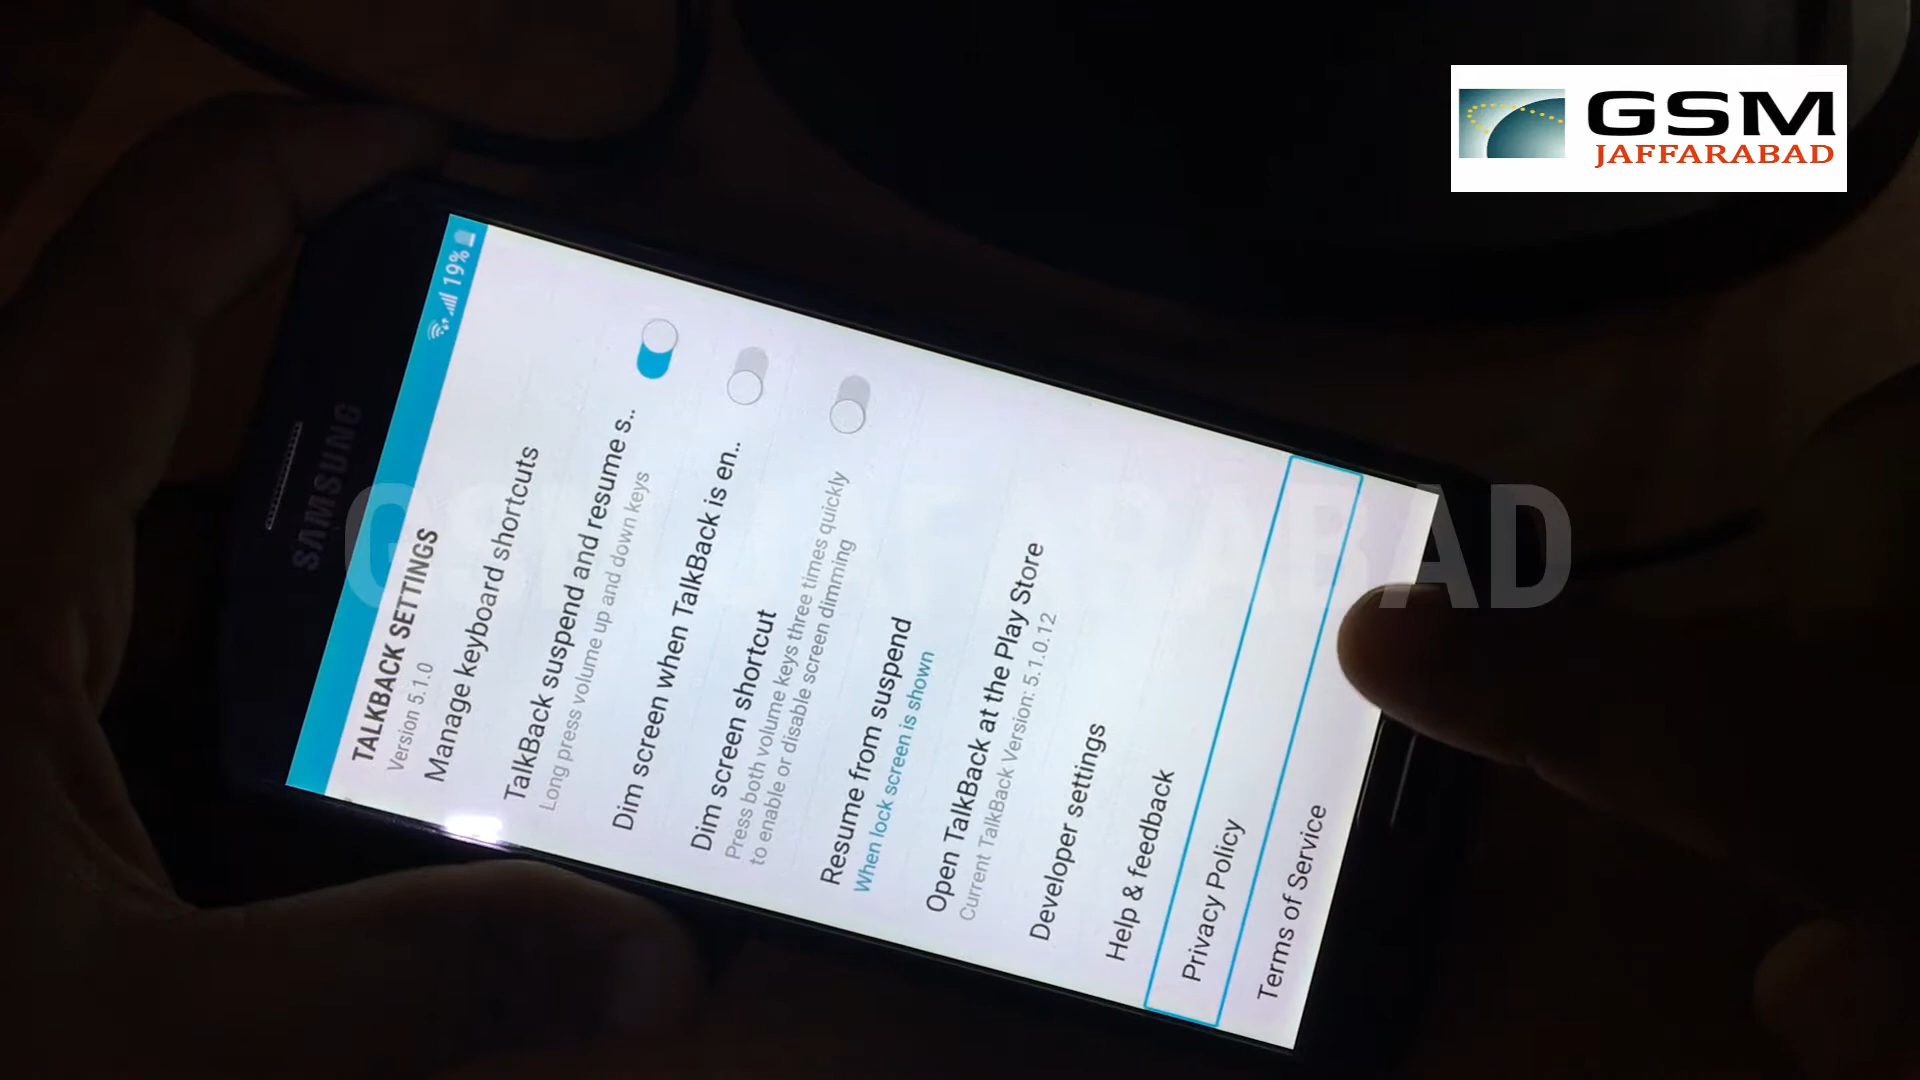 GSM
JAFFARABAD
SAMSUNG
19%
TALKBACK SETTINGS
Version 5.1.0
Manage keyboard shortcuts
TalkBack suspend and resume s..
Long press volume up and down keys
Dim screen when TalkBack is en..
Dim screen shortcut
Press both volume keys three times quickly
to enable or disable screen dimming
Resume from suspend
When lock screen is shown
Open TalkBack at the Play Store
Current TalkBack Version: 5.1.0.12
Developer settings
Help & feedback
Privacy Policy
Terms of Service
GSM JAFFARABAD